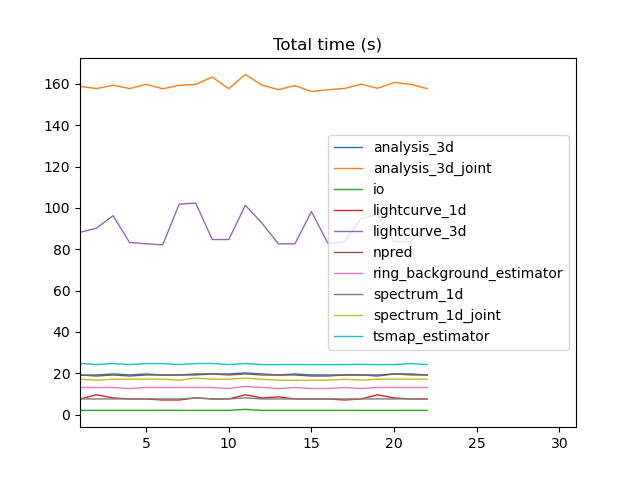 Total time (s)
160
140
120
100
80
60
40
20
0
analysis_3d
analysis_3d_joint
io
lightcurve_1d
lightcurve_3d
npred
ring_background_estimator
spectrum_1d
spectrum_1d_joint
tsmap_estimator
5 10 15 20 25 30